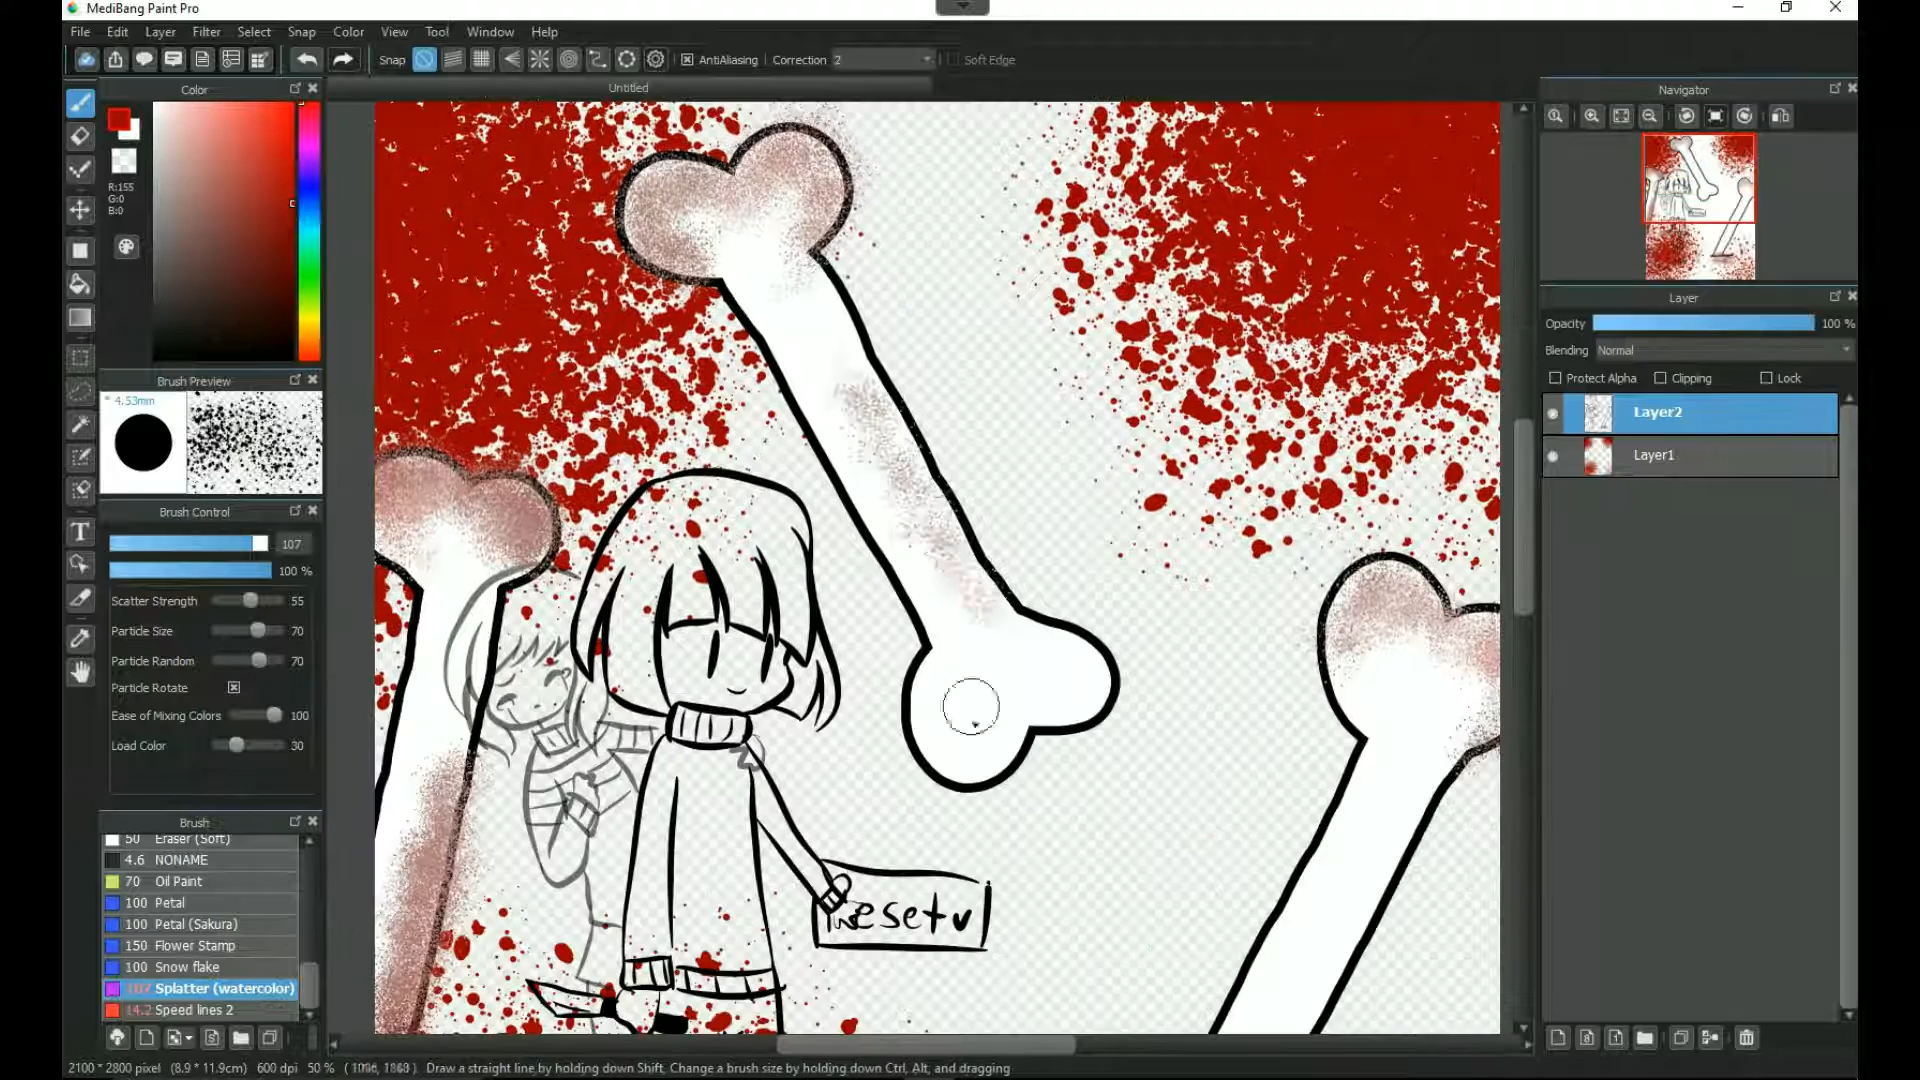 MediBang Paint Pro
File Edit Layer Filter Select Snap Color View Tool Window Help
Snap AntiAliasing Correction 2 Soft Edge
Untitled
Color
R:155
G:0
B:0
Brush Preview
* 4.53mm
Brush Control
107
100 %
Scatter Strength 55
Particle Size 70
Particle Random 70
Particle Rotate
Ease of Mixing Colors 100
Load Color 30
Brush
50 Eraser (Soft)
4.6 NONAME
70 Oil Paint
100 Petal
100 Petal (Sakura)
150 Flower Stamp
100 Snow flake
107 Splatter (watercolor)
14.2 Speed lines 2
Navigator
Layer
Opacity 100 %
Blending Normal
Protect Alpha Clipping Lock
Layer2
Layer1
2100 * 2800 pixel (8.9 * 11.9cm) 600 dpi 50 % Draw a straight line by holding down Shift, Change a brush size by holding down Ctrl, Alt, and dragging